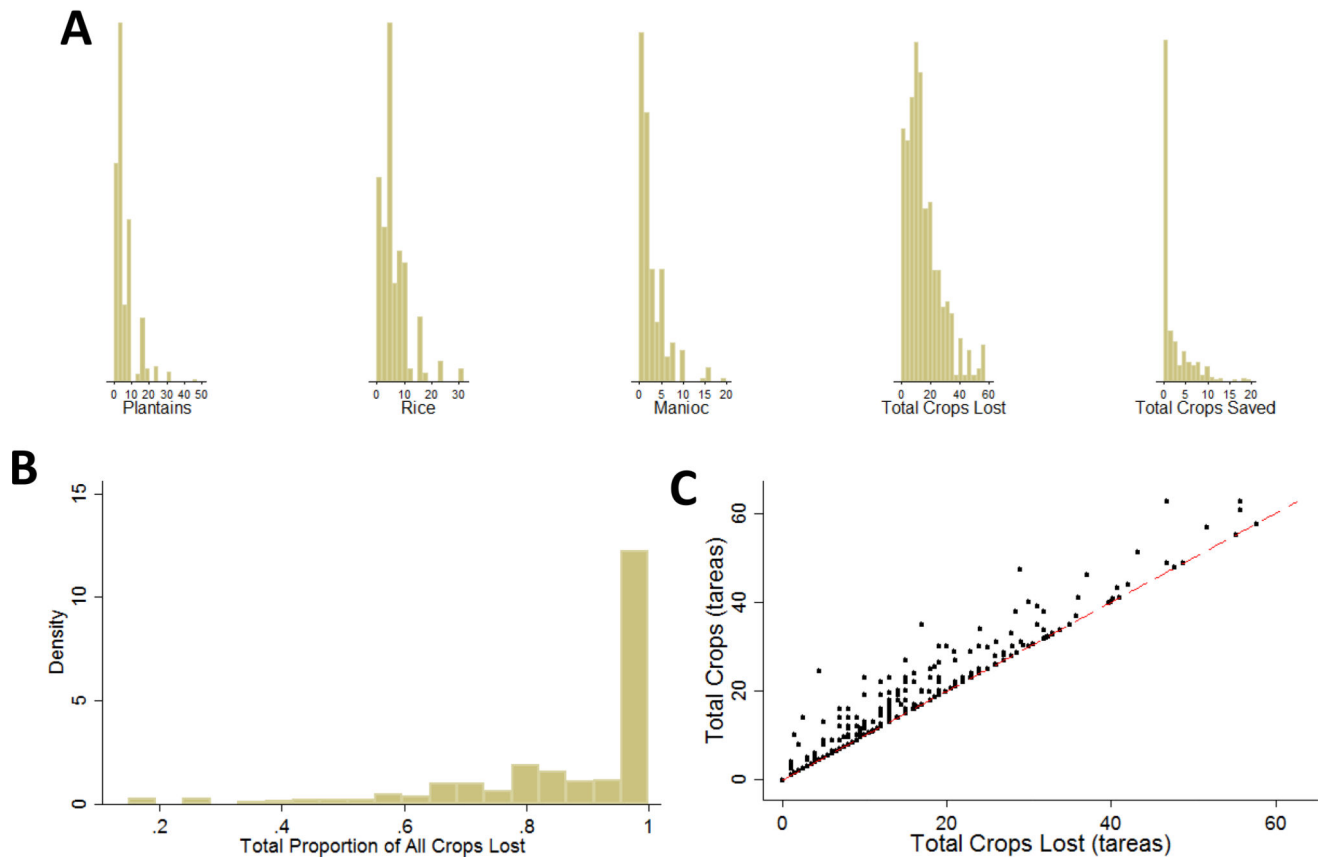 A
0 10 20 30 40 50
Plantains
0 10 20 30
Rice
0 5 10 15 20
Manioc
0 20 40 60
Total Crops Lost
0 5 10 15 20
Total Crops Saved
B
15
10
5
0
Density
.2 .4 .6 .8 1
Total Proportion of All Crops Lost
C
60
40
20
0
Total Crops (tareas)
0 20 40 60
Total Crops Lost (tareas)